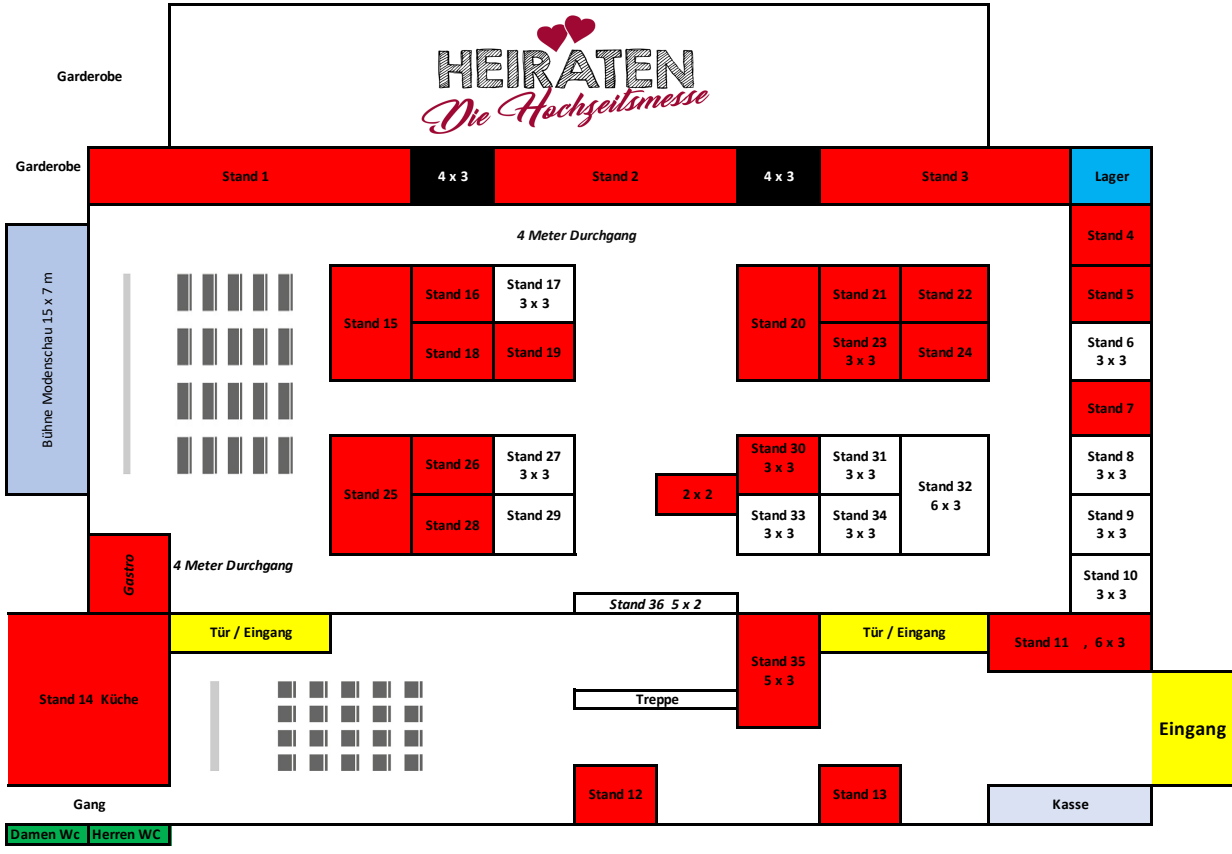 Garderobe
HEIRATEN
Die Hochzeitsmesse
Garderobe
Stand 1
4 x 3
Stand 2
4 x 3
Stand 3
Lager
4 Meter Durchgang
Stand 4
Bühne Modenschau 15 x 7 m
Stand 15
Stand 16
Stand 17
3 x 3
Stand 18
Stand 19
Stand 20
Stand 21
Stand 22
Stand 23
3 x 3
Stand 24
Stand 5
Stand 6
3 x 3
Stand 7
Stand 25
Stand 26
Stand 27
3 x 3
Stand 28
Stand 29
2 x 2
Stand 30
3 x 3
Stand 31
3 x 3
Stand 32
6 x 3
Stand 33
3 x 3
Stand 34
3 x 3
Stand 8
3 x 3
Stand 9
3 x 3
Stand 10
3 x 3
Gastro
4 Meter Durchgang
Stand 36 5 x 2
Tür / Eingang
Stand 35
5 x 3
Tür / Eingang
Stand 11 , 6 x 3
Stand 14 Küche
Treppe
Eingang
Stand 12
Stand 13
Kasse
Gang
Damen Wc
Herren WC